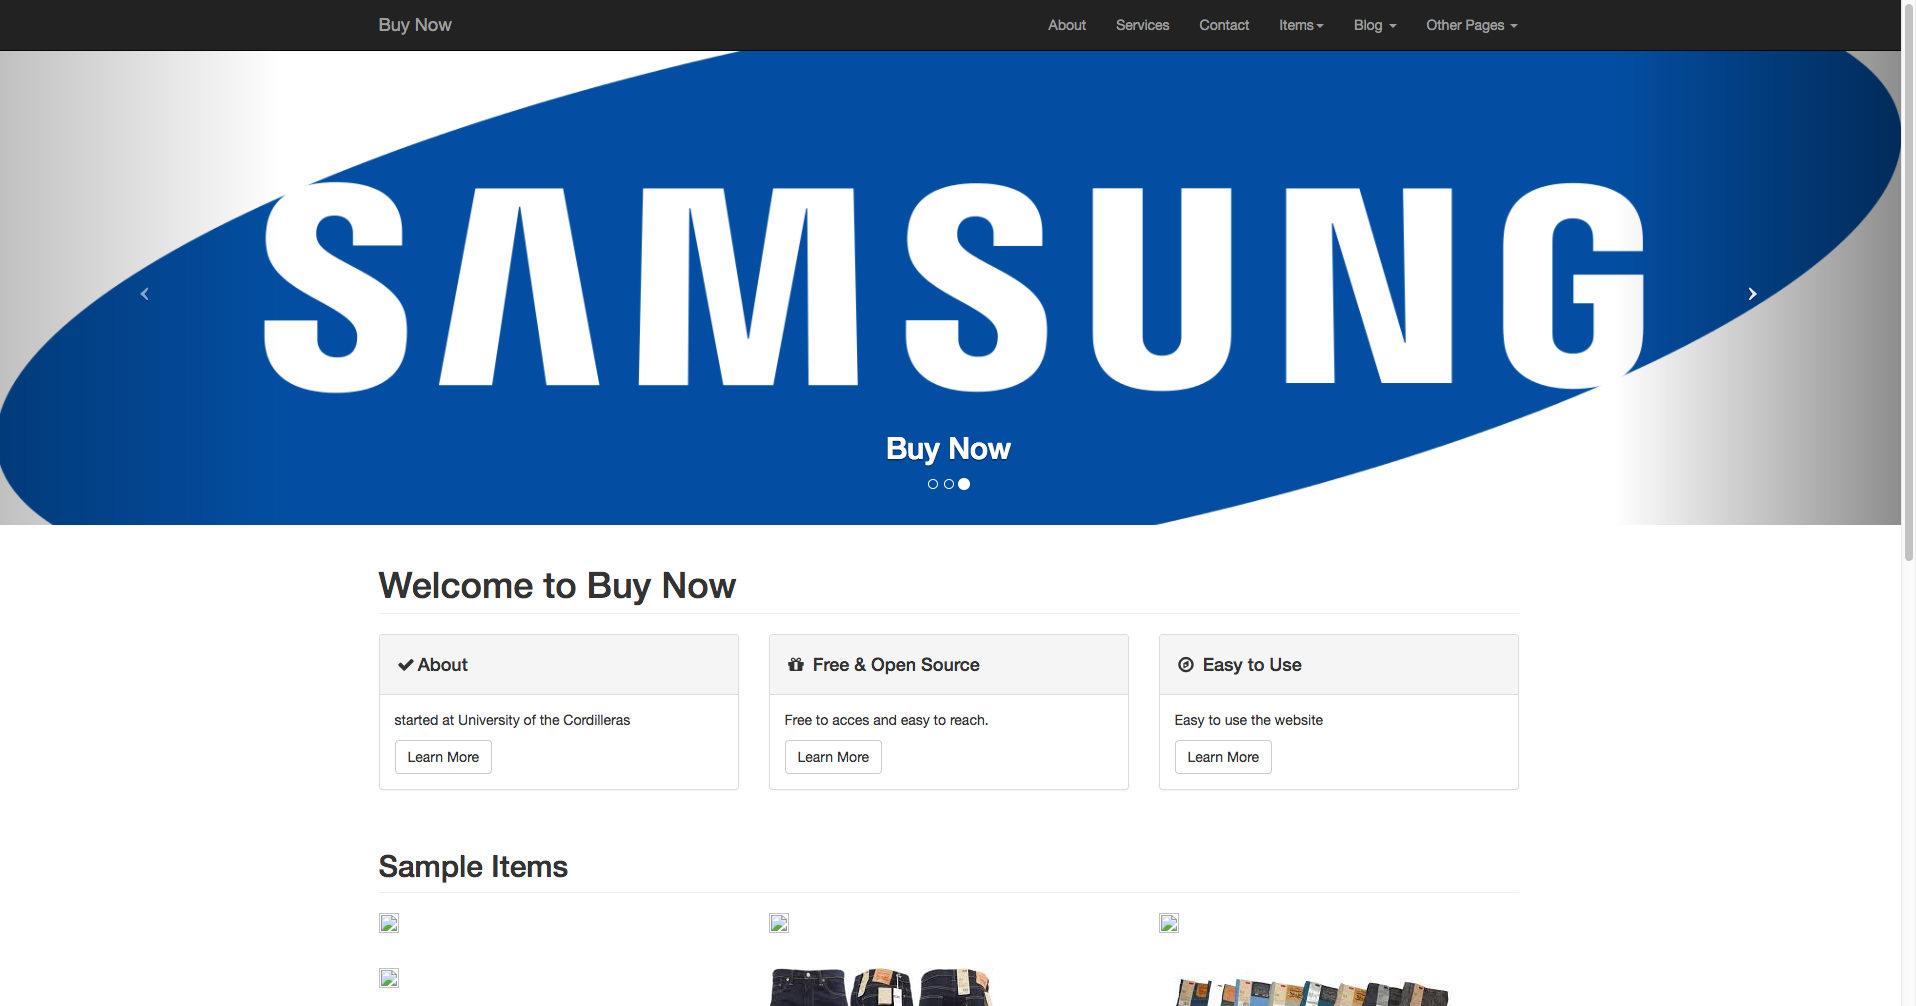 Buy Now
About
Services
Contact
Items
Blog
Other Pages
SAMSUNG
Buy Now
Welcome to Buy Now
About
started at University of the Cordilleras
Learn More
Free & Open Source
Free to acces and easy to reach.
Learn More
Easy to Use
Easy to use the website
Learn More
Sample Items